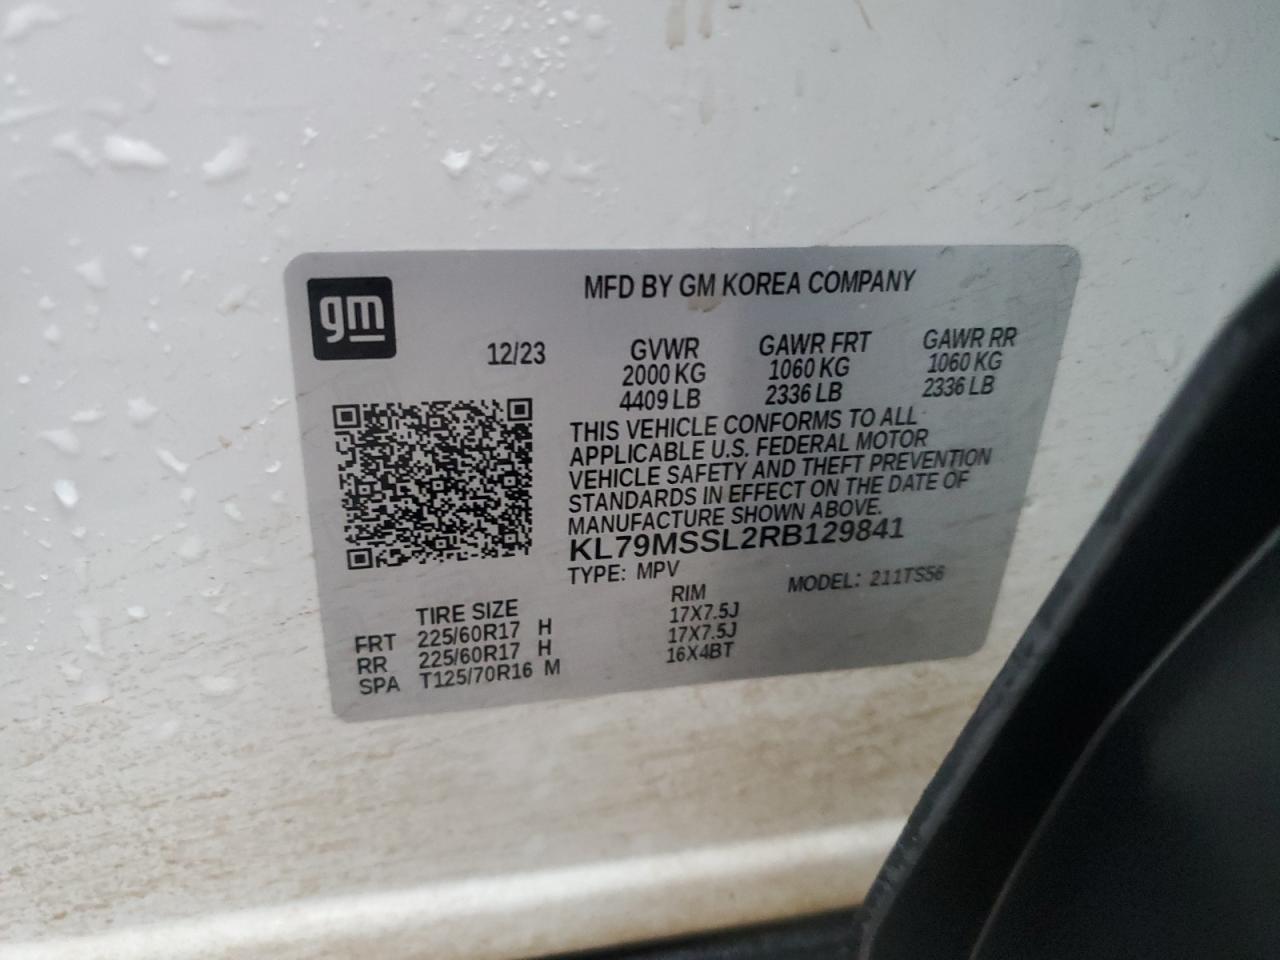 gm
MFD BY GM KOREA COMPANY
12/23
GVWR GAWR FRT GAWR RR
2000 KG 1060 KG 1060 KG
4409 LB 2336 LB 2336 LB
THIS VEHICLE CONFORMS TO ALL
APPLICABLE U.S. FEDERAL MOTOR
VEHICLE SAFETY AND THEFT PREVENTION
STANDARDS IN EFFECT ON THE DATE OF
MANUFACTURE SHOWN ABOVE.
KL79MSSL2RB129841
TYPE: MPV MODEL: 211TS56
TIRE SIZE RIM
FRT 225/60R17 H 17X7.5J
RR 225/60R17 H 17X7.5J
SPA T125/70R16 M 16X4BT